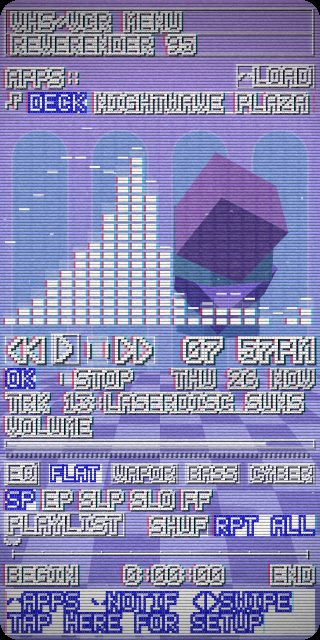 VHS/VCR MENU
REWERENDER '95
APPS::
LOAD
DECK NIGHTWAVE PLAZA
07 57PM
OK STOP THU 26 NOV
TRK 15:LASERDISC SUNS
VOLUME
EQ FLAT VAPOR BASS CYBER
SP EP SLP SLO FF
PLAYLIST SHUF RPT ALL
BEGIN 0:00:00 END
APPS NOTIF SWIPE
TAP HERE FOR SETUP